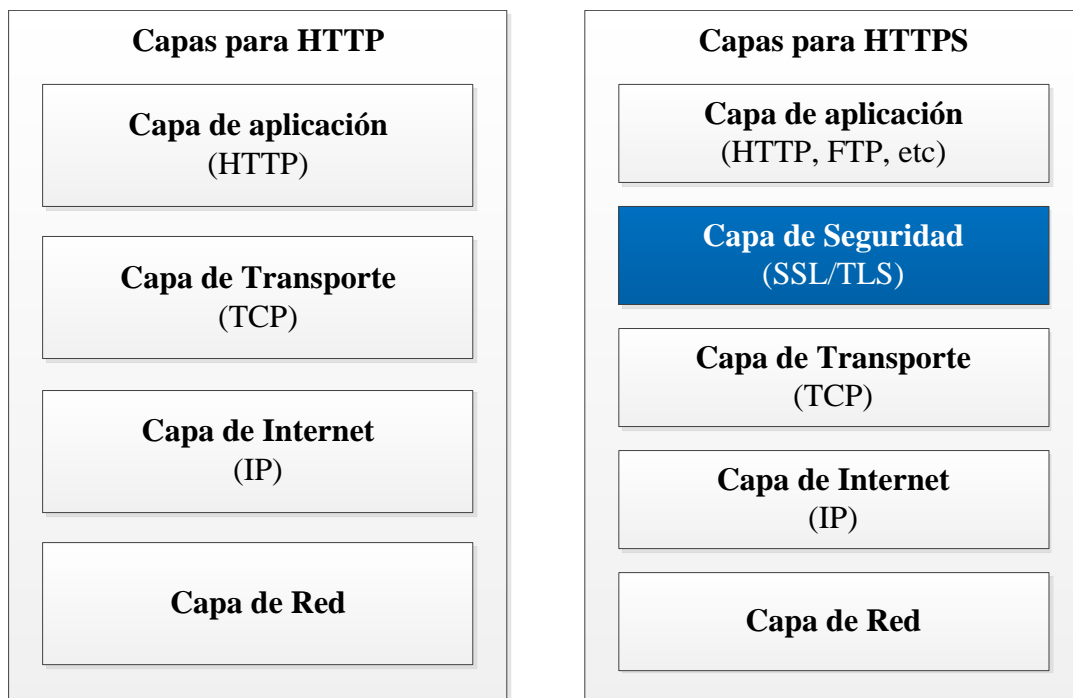 Capas para HTTP
Capa de aplicación
(HTTP)
Capa de Transporte
(TCP)
Capa de Internet
(IP)
Capa de Red
Capas para HTTPS
Capa de aplicación
(HTTP, FTP, etc)
Capa de Seguridad
(SSL/TLS)
Capa de Transporte
(TCP)
Capa de Internet
(IP)
Capa de Red